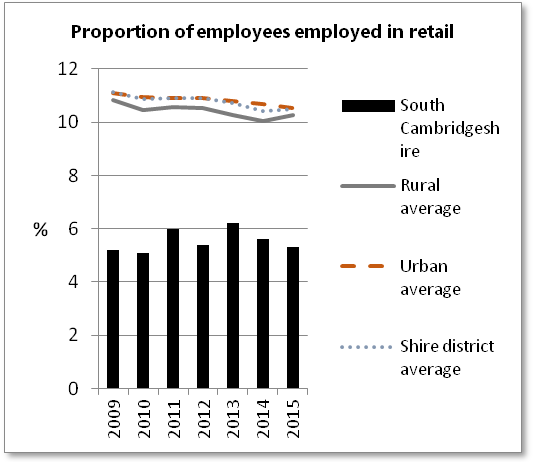 Proportion of employees employed in retail
12
10
8
6
4
2
0
%
2009
2010
2011
2012
2013
2014
2015
South
Cambridgesh
ire
Rural
average
Urban
average
Shire district
average